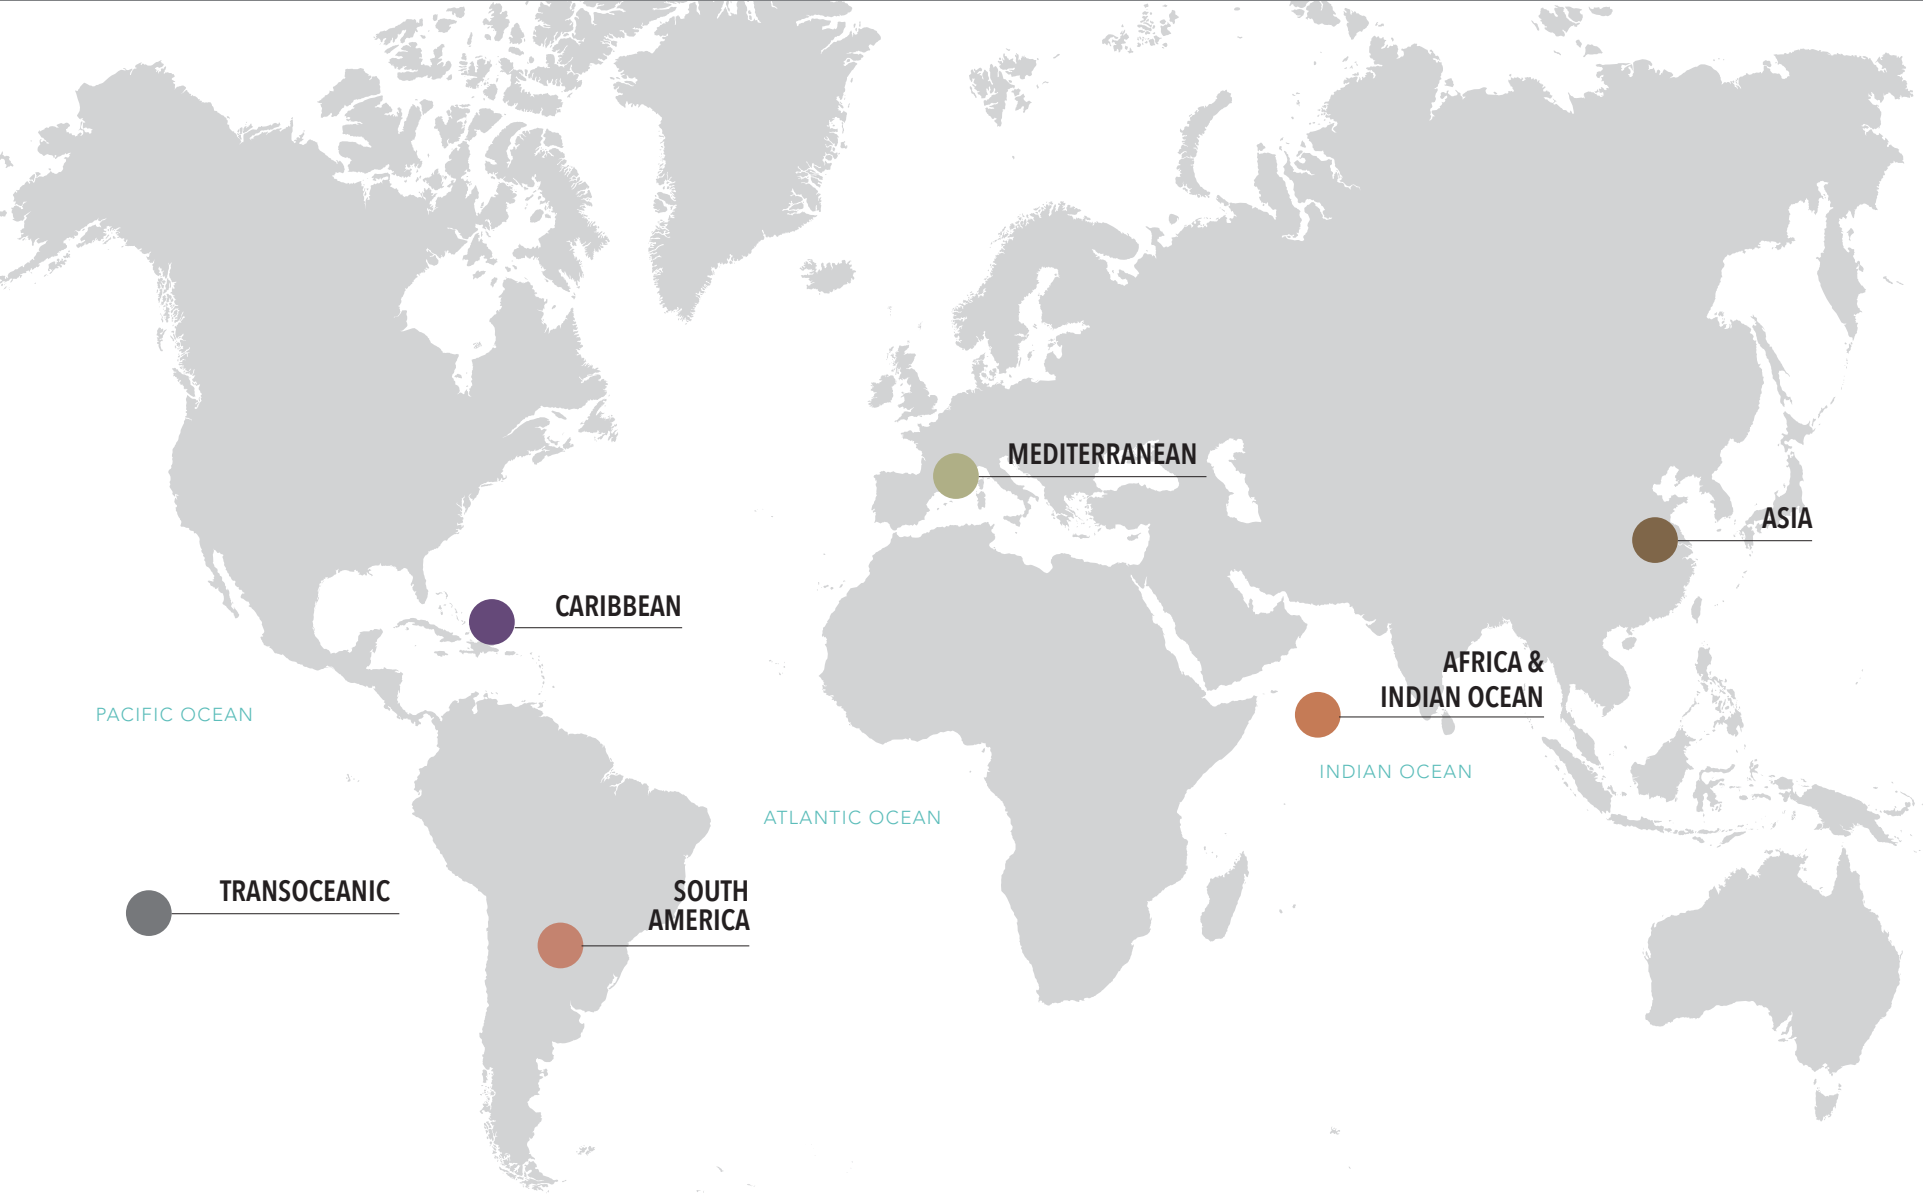 MEDITERRANEAN
ASIA
CARIBBEAN
AFRICA &
INDIAN OCEAN
PACIFIC OCEAN
INDIAN OCEAN
ATLANTIC OCEAN
TRANSOCEANIC
SOUTH
AMERICA